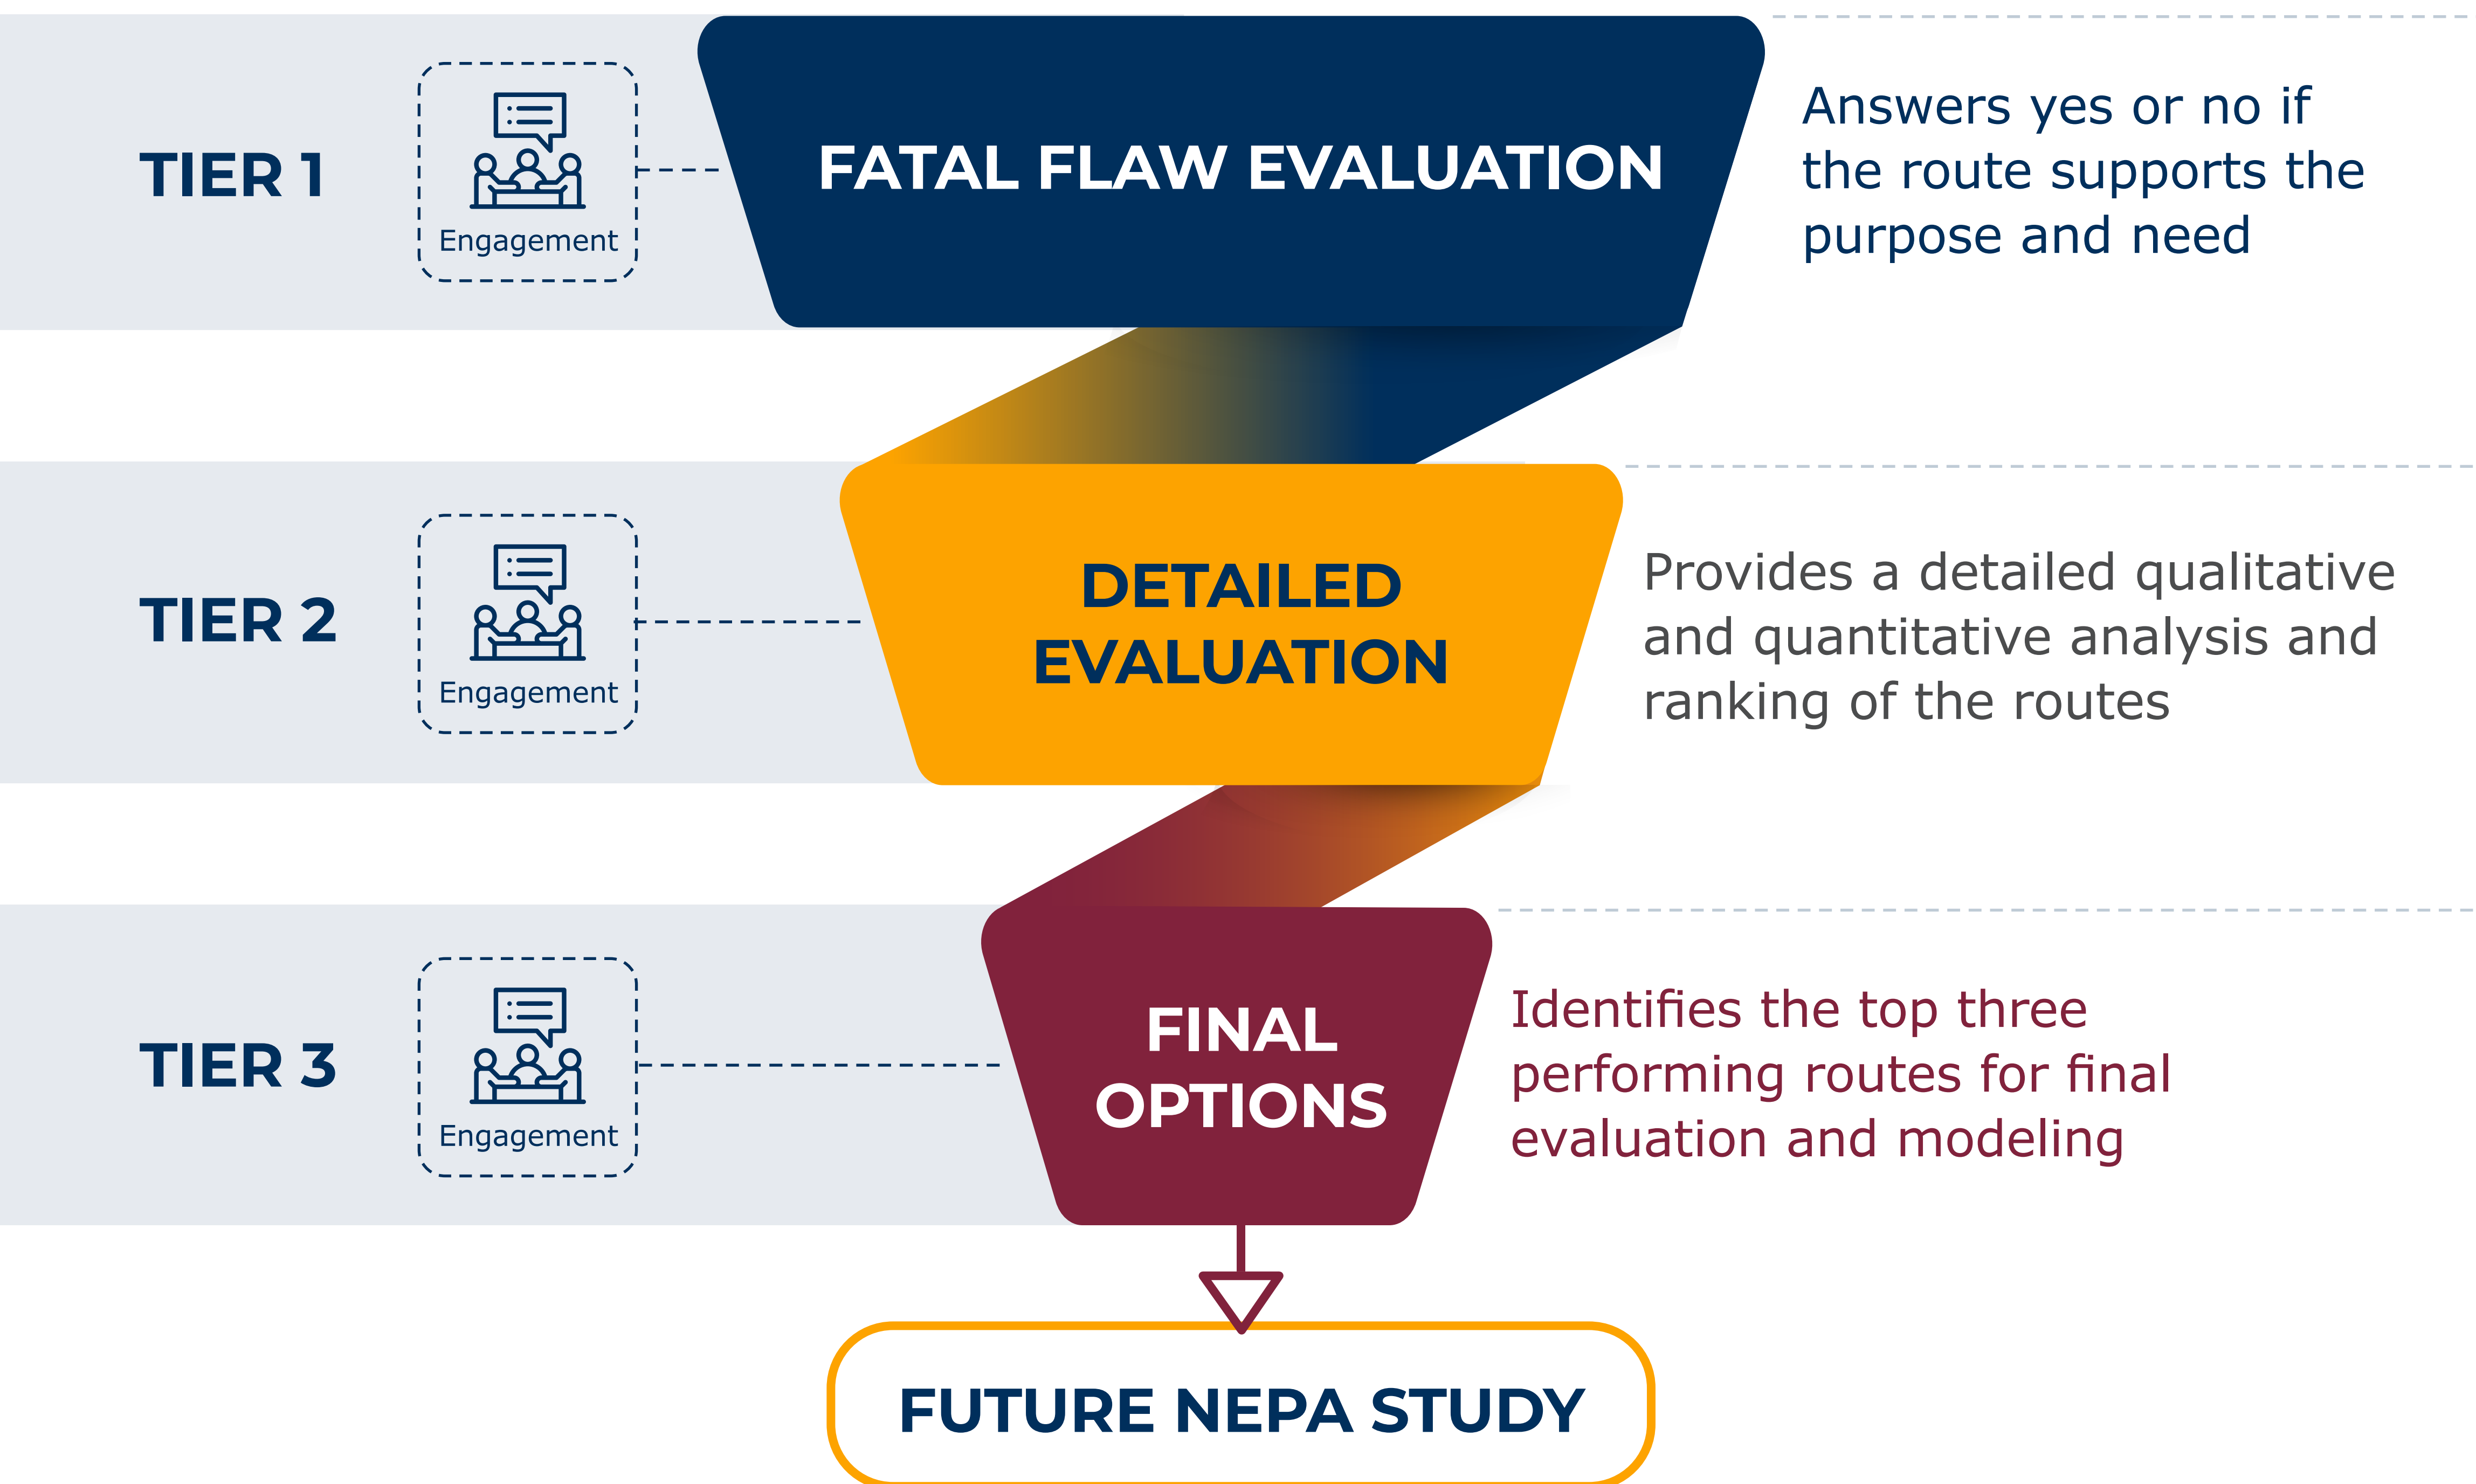 TIER 1
Engagement
FATAL FLAW EVALUATION
Answers yes or no if
the route supports the
purpose and need
TIER 2
Engagement
DETAILED
EVALUATION
Provides a detailed qualitative
and quantitative analysis and
ranking of the routes
TIER 3
Engagement
FINAL
OPTIONS
Identifies the top three
performing routes for final
evaluation and modeling
FUTURE NEPA STUDY